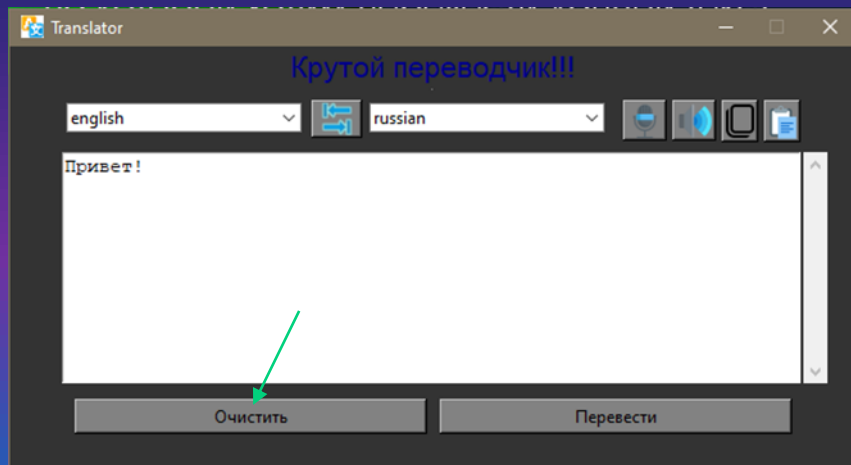 Translator
Крутой переводчик!!!
english
russian
Привет!
Очистить
Перевести